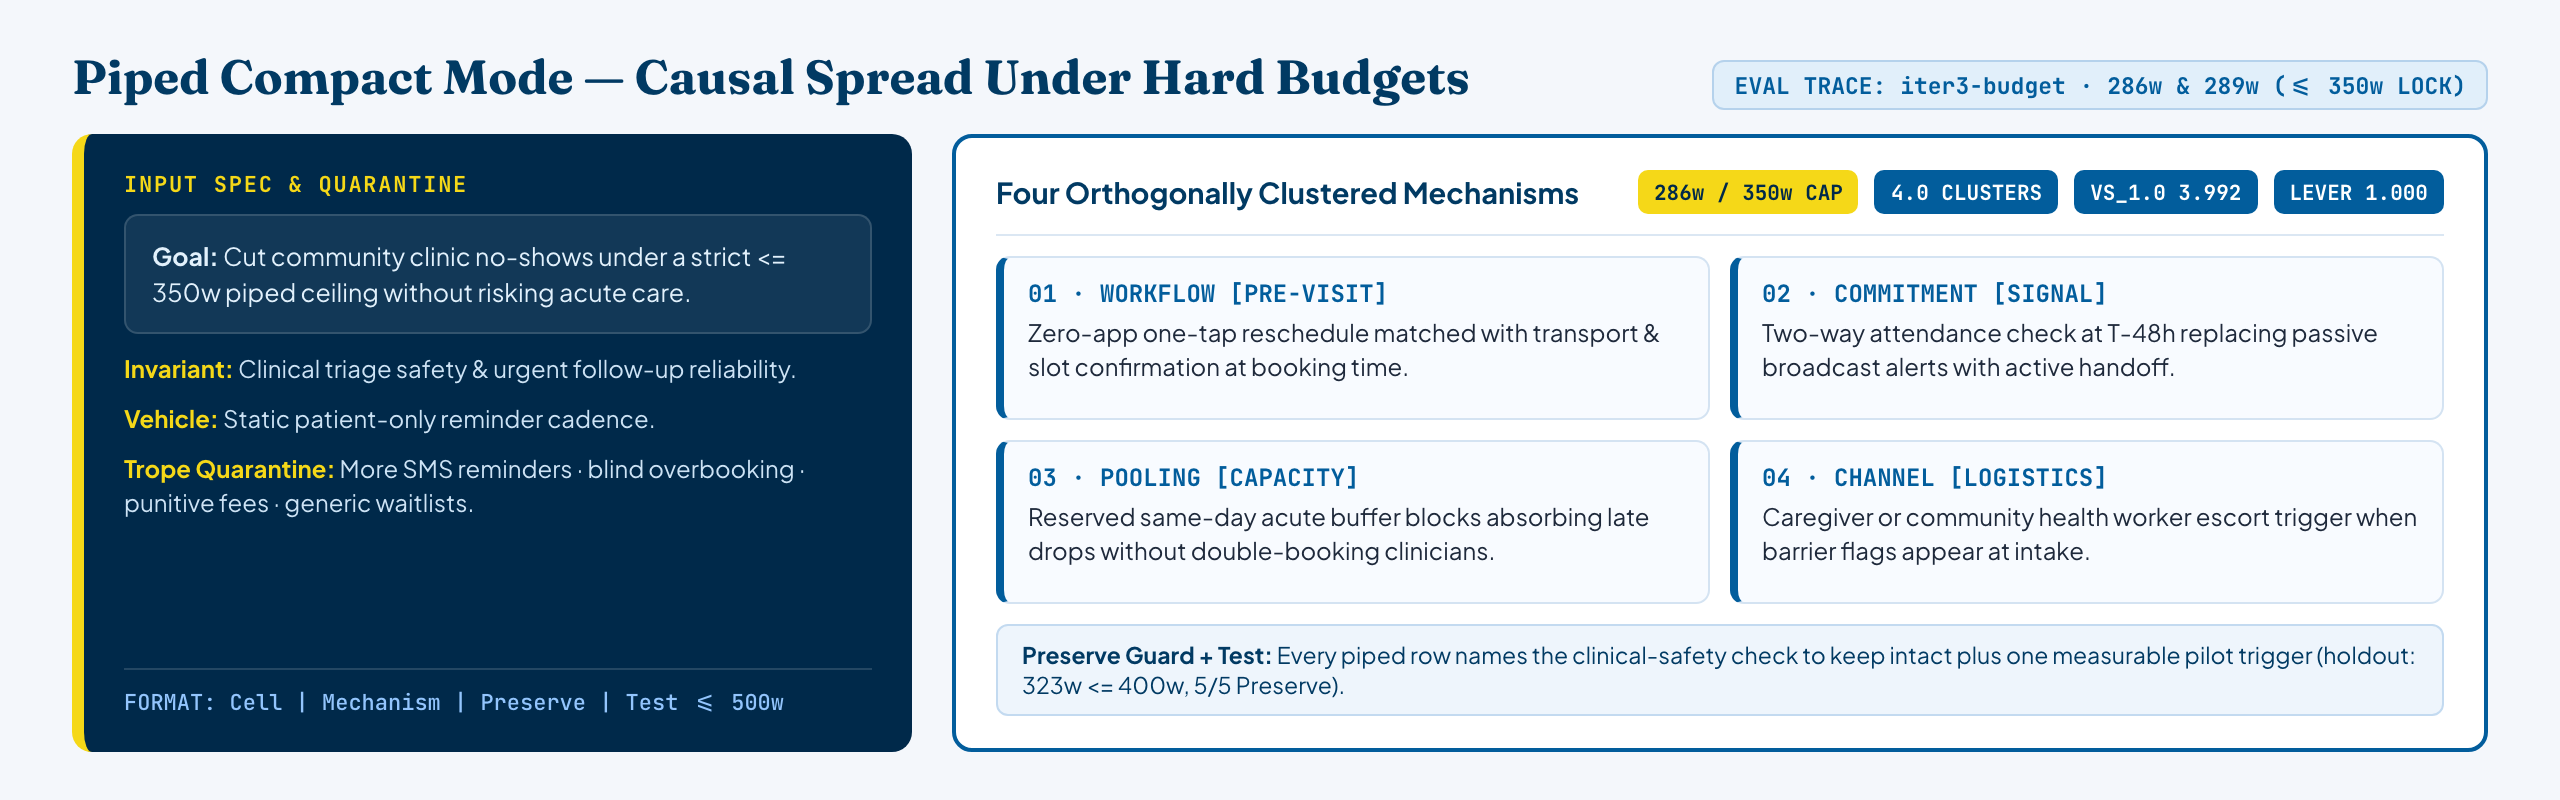 Piped Compact Mode — Causal Spread Under Hard Budgets
EVAL TRACE: iter3-budget · 286w & 289w (⩽ 350w LOCK)
INPUT SPEC & QUARANTINE
Goal: Cut community clinic no-shows under a strict <=
350w piped ceiling without risking acute care.
Invariant: Clinical triage safety & urgent follow-up reliability.
Vehicle: Static patient-only reminder cadence.
Trope Quarantine: More SMS reminders · blind overbooking ·
punitive fees · generic waitlists.
FORMAT: Cell | Mechanism | Preserve | Test ⩽ 500w
Four Orthogonally Clustered Mechanisms
286w / 350w CAP
4.0 CLUSTERS
VS_1.0 3.992
LEVER 1.000
01 · WORKFLOW [PRE-VISIT]
Zero-app one-tap reschedule matched with transport &
slot confirmation at booking time.
02 · COMMITMENT [SIGNAL]
Two-way attendance check at T-48h replacing passive
broadcast alerts with active handoff.
03 · POOLING [CAPACITY]
Reserved same-day acute buffer blocks absorbing late
drops without double-booking clinicians.
04 · CHANNEL [LOGISTICS]
Caregiver or community health worker escort trigger when
barrier flags appear at intake.
Preserve Guard + Test: Every piped row names the clinical-safety check to keep intact plus one measurable pilot trigger (holdout:
323w <= 400w, 5/5 Preserve).